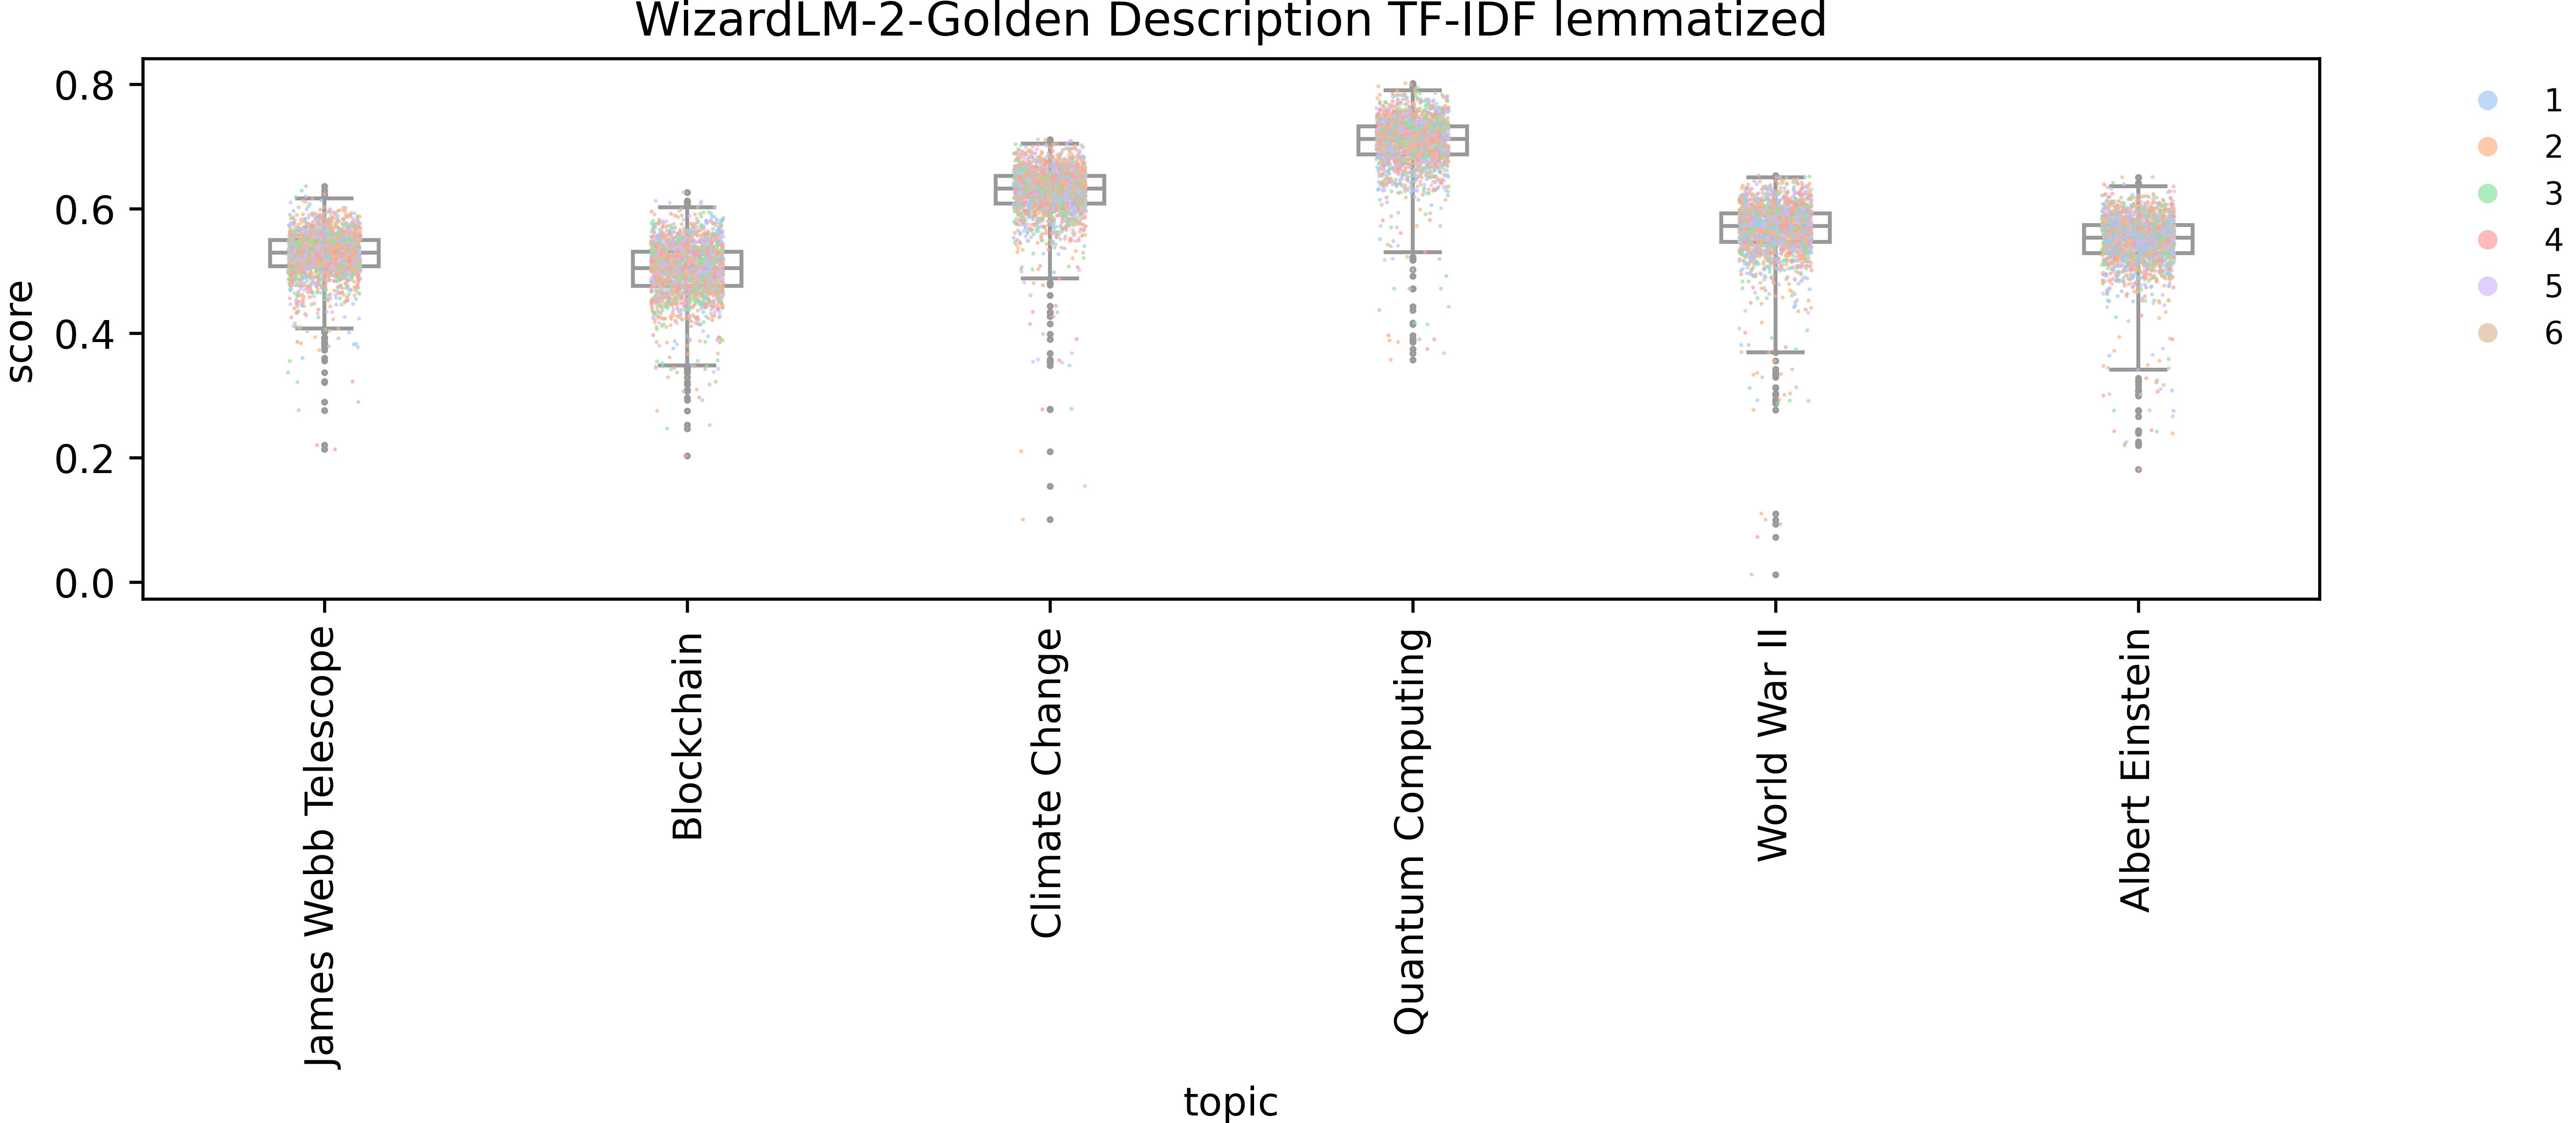 WizardLM-2-Golden Description TF-IDF lemmatized
score
0.8
0.6
0.4
0.2
0.0
James Webb Telescope
Blockchain
Climate Change
Quantum Computing
World War II
Albert Einstein
topic
1
2
3
4
5
6